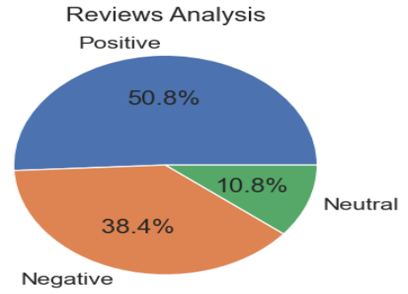 Reviews Analysis
Positive
50.8%
10.8%
Neutral
38.4%
Negative